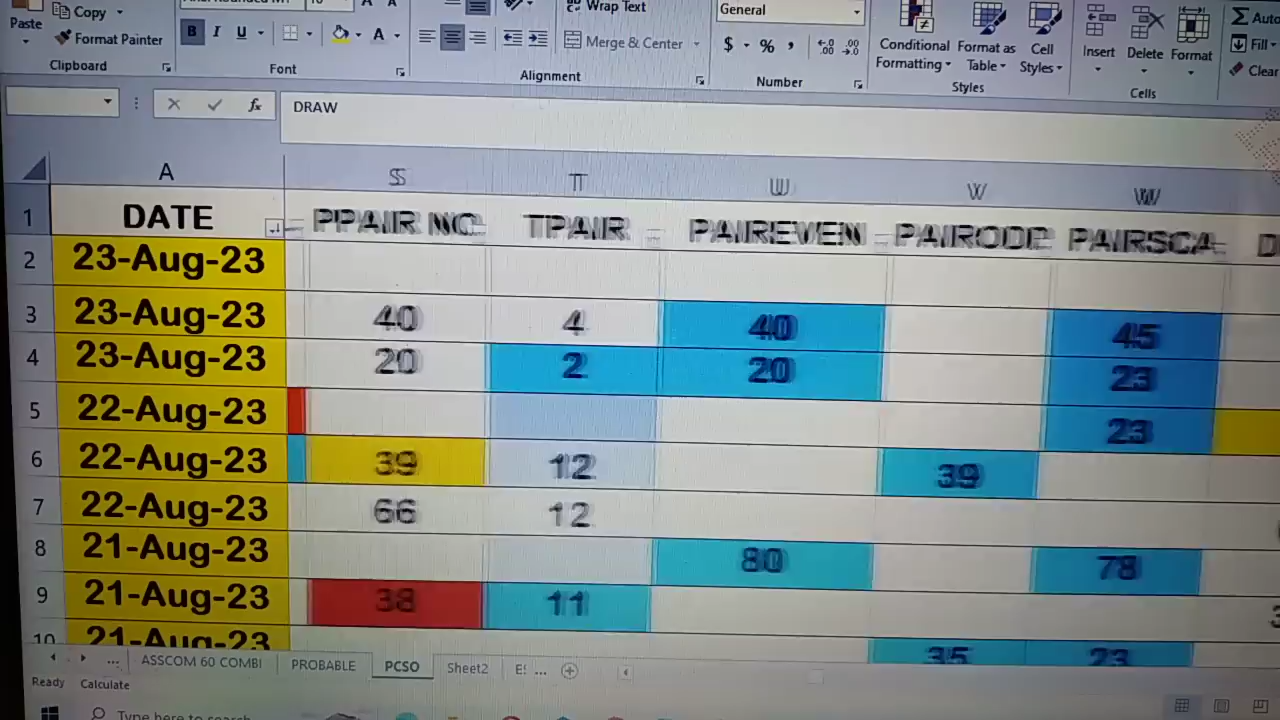 Paste
Copy
Format Painter
Clipboard
B I U
A
Font
Wrap Text
Merge & Center
Alignment
General
$ % ,
Number
Conditional Formatting
Format as Table
Cell Styles
Styles
Insert Delete Format
Cells
Fill
Clear
fx DRAW
A S T U V W
1 DATE PPAIR NO TPAIR PAIREVEN PAIRODD PAIRSCA
2 23-Aug-23
3 23-Aug-23 40 4 40 45
4 23-Aug-23 20 2 20 23
5 22-Aug-23 23
6 22-Aug-23 39 12 39
7 22-Aug-23 66 12
8 21-Aug-23 80 78
9 21-Aug-23 38 11
10 21-Aug-23 35 23
... ASSCOM 60 COMBI PROBABLE PCSO Sheet2 E: ...
Ready Calculate
Type here to search